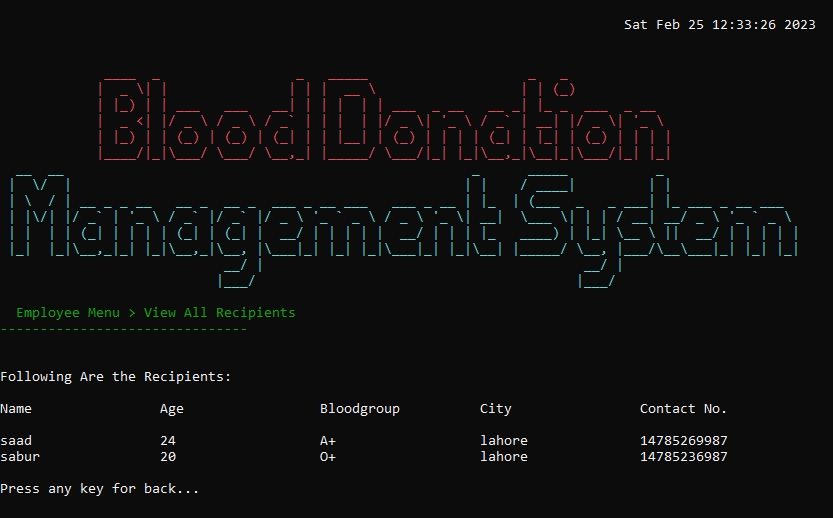 Sat Feb 25 12:33:26 2023
Blood Donation
Management System
Employee Menu > View All Recipients
-------------------------------
Following Are the Recipients:
Name Age Bloodgroup City Contact No.
saad 24 A+ lahore 14785269987
sabur 20 O+ lahore 14785236987
Press any key for back...